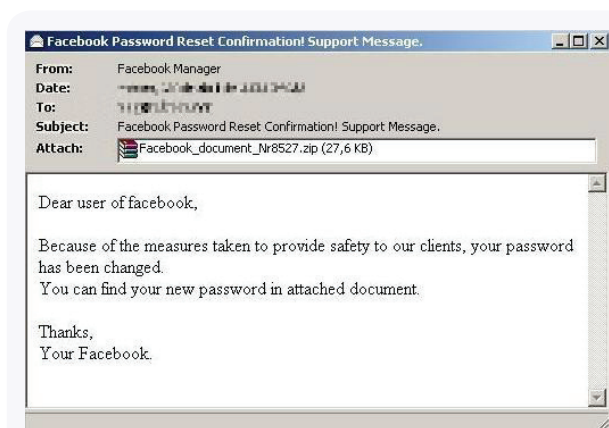 Facebook Password Reset Confirmation! Support Message.
From: Facebook Manager
Date:
To:
Subject: Facebook Password Reset Confirmation! Support Message.
Attach: Facebook_document_Nr8527.zip (27,6 KB)
Dear user of facebook,
Because of the measures taken to provide safety to our clients, your password
has been changed.
You can find your new password in attached document.
Thanks,
Your Facebook.